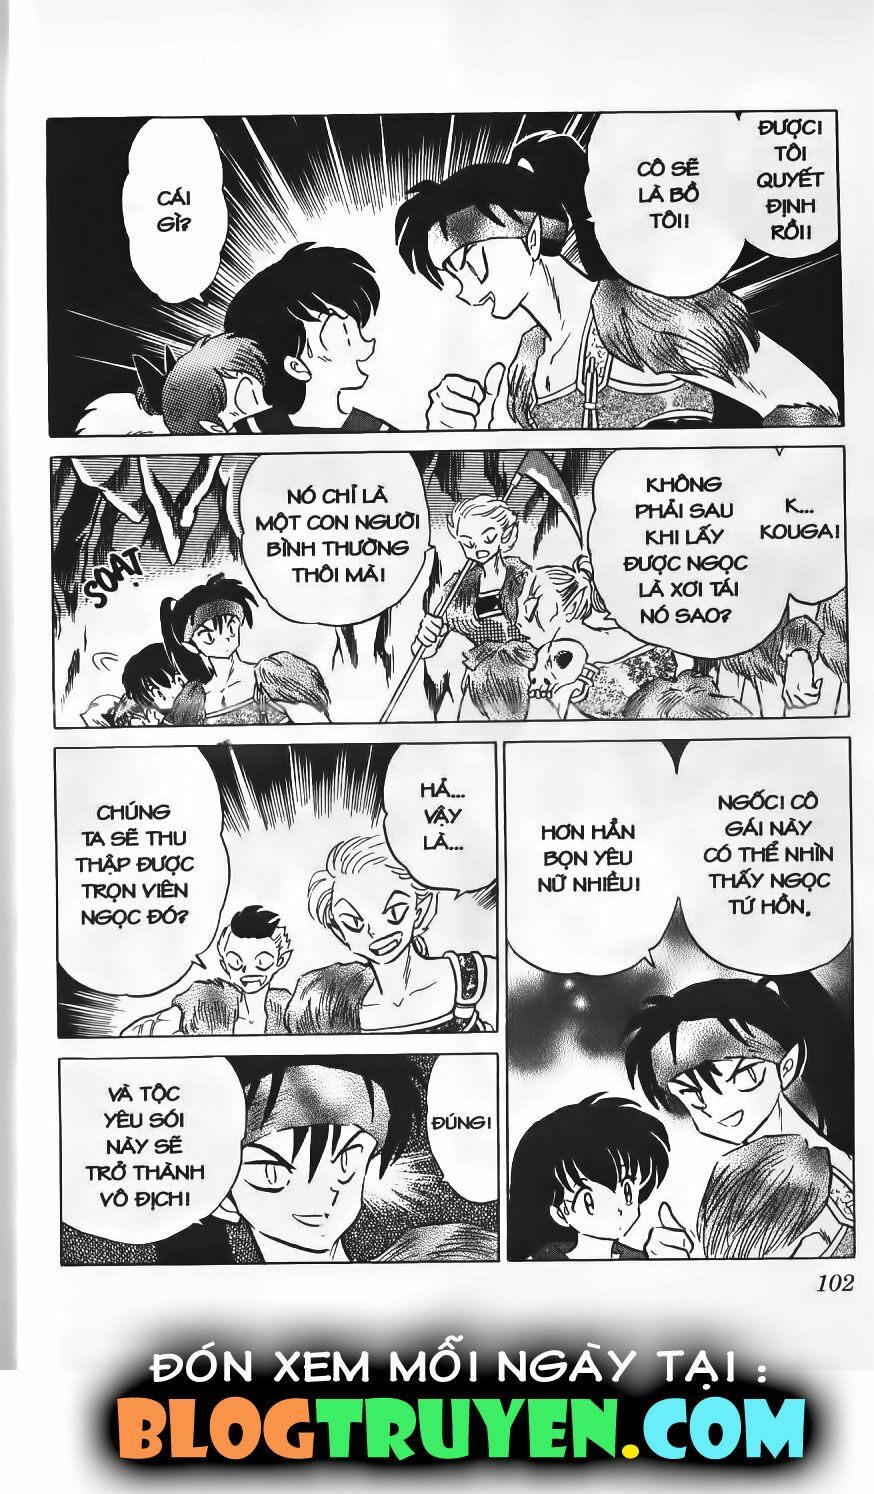 ĐƯỢC!
TÔI
QUYẾT
ĐỊNH
RỒI!
CÔ SẼ
LÀ BỒ
TÔI!
CÁI
GÌ?
K...
KOUGA!
KHÔNG
PHẢI SAU
KHI LẤY
ĐƯỢC NGỌC
LÀ XƠI TÁI
NÓ SAO?
NÓ CHỈ LÀ
MỘT CON NGƯỜI
BÌNH THƯỜNG
THÔI MÀ!
SOẠT
NGỐC! CÔ
GÁI NÀY
CÓ THỂ NHÌN
THẤY NGỌC
TỨ HỒN,
HƠN HẲN
BỌN YÊU
NỮ NHIỀU!
HẢ...
VẬY
LÀ...
CHÚNG
TA SẼ THU
THẬP ĐƯỢC
TRỌN VIÊN
NGỌC ĐÓ?
ĐÚNG!
VÀ TỘC
YÊU SÓI
NÀY SẼ
TRỞ THÀNH
VÔ ĐỊCH!
102
ĐÓN XEM MỖI NGÀY TẠI :
BLOGTRUYEN.COM